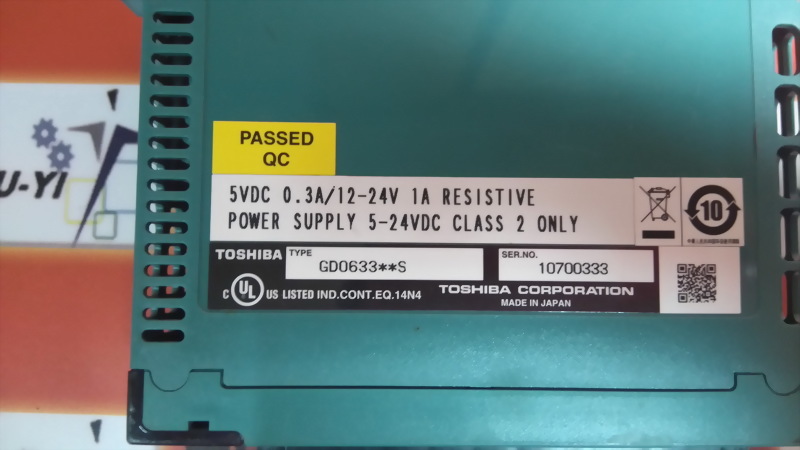 U-YI
PASSED
QC
5VDC 0.3A/12-24V 1A RESISTIVE
POWER SUPPLY 5-24VDC CLASS 2 ONLY
10
TOSHIBA
TYPE
GD0633**S
SER.NO.
10700333
C UL US LISTED IND.CONT.EQ.14N4
TOSHIBA CORPORATION
MADE IN JAPAN